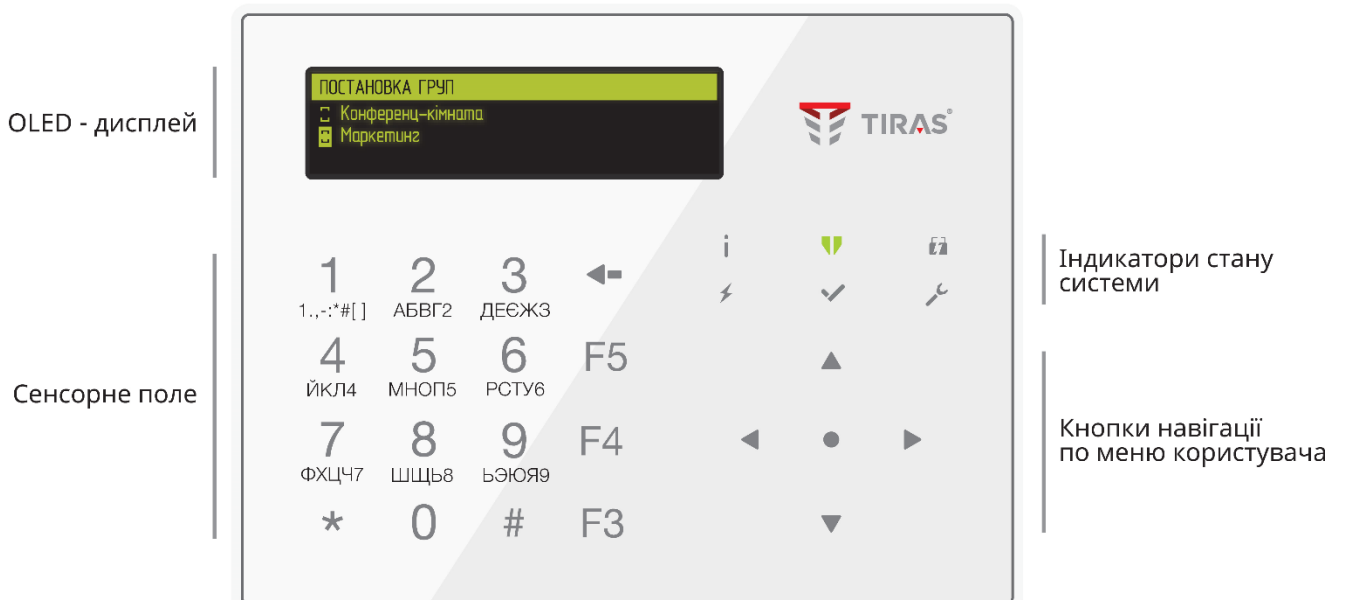 OLED - дисплей
ПОСТАНОВКА ГРУП
Конференц-кімната
Маркетинг
TIRAS®
Сенсорне поле
1 2 3
1.,-:*#[ ] АБВГ2 ДЕЄЖЗ
4 5 6 F5
ЙКЛ4 МНОП5 РСТУ6
7 8 9 F4
ФХЦЧ7 ШЩЬ8 ЬЭЮЯ9
* 0 # F3
i
Індикатори стану
системи
Кнопки навігації
по меню користувача